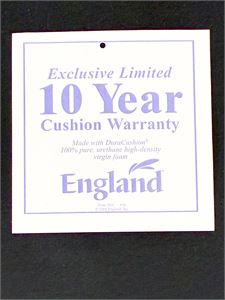 Exclusive Limited
10 Year
Cushion Warranty
Made with DuraCushion®
100% pure, urethane high-density
virgin foam
England